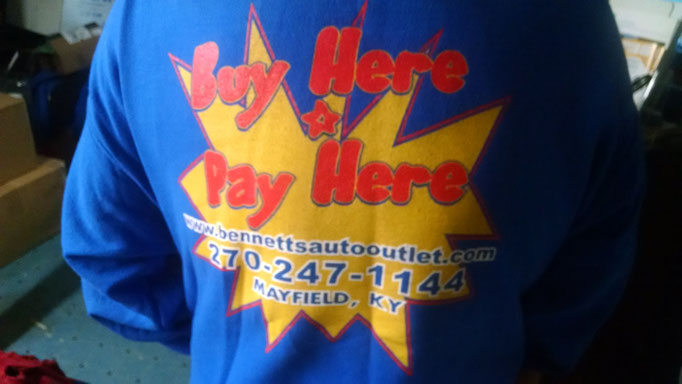 Buy Here
Pay Here
www.bennettsautooutlet.com
270-247-1144
MAYFIELD, KY